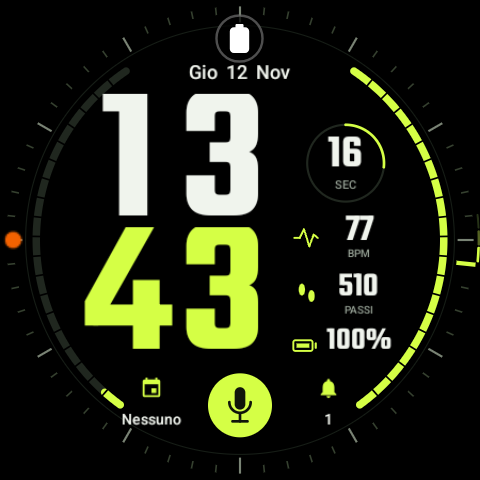 Gio 12 Nov
13
43
16
SEC
77
BPM
510
PASSI
100%
Nessuno
1